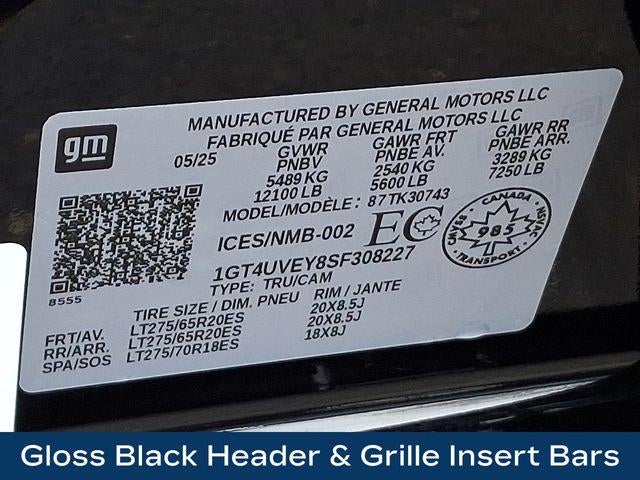 gm
MANUFACTURED BY GENERAL MOTORS LLC
FABRIQUÉ PAR GENERAL MOTORS LLC
05/25
GVWR GAWR FRT GAWR RR
PNBV PNBE AV. PNBE ARR.
5489 KG 2540 KG 3289 KG
12100 LB 5600 LB 7250 LB
MODEL/MODÈLE: 87TK30743
ICES/NMB-002 EC
CANADA
CMVSS 985 NSVAC
TRANSPORT
1GT4UVEY8SF308227
TYPE: TRU/CAM
8555
TIRE SIZE / DIM. PNEU RIM / JANTE
FRT/AV. LT275/65R20ES 20X8.5J
RR/ARR. LT275/65R20ES 20X8.5J
SPA/SOS LT275/70R18ES 18X8J
Gloss Black Header & Grille Insert Bars